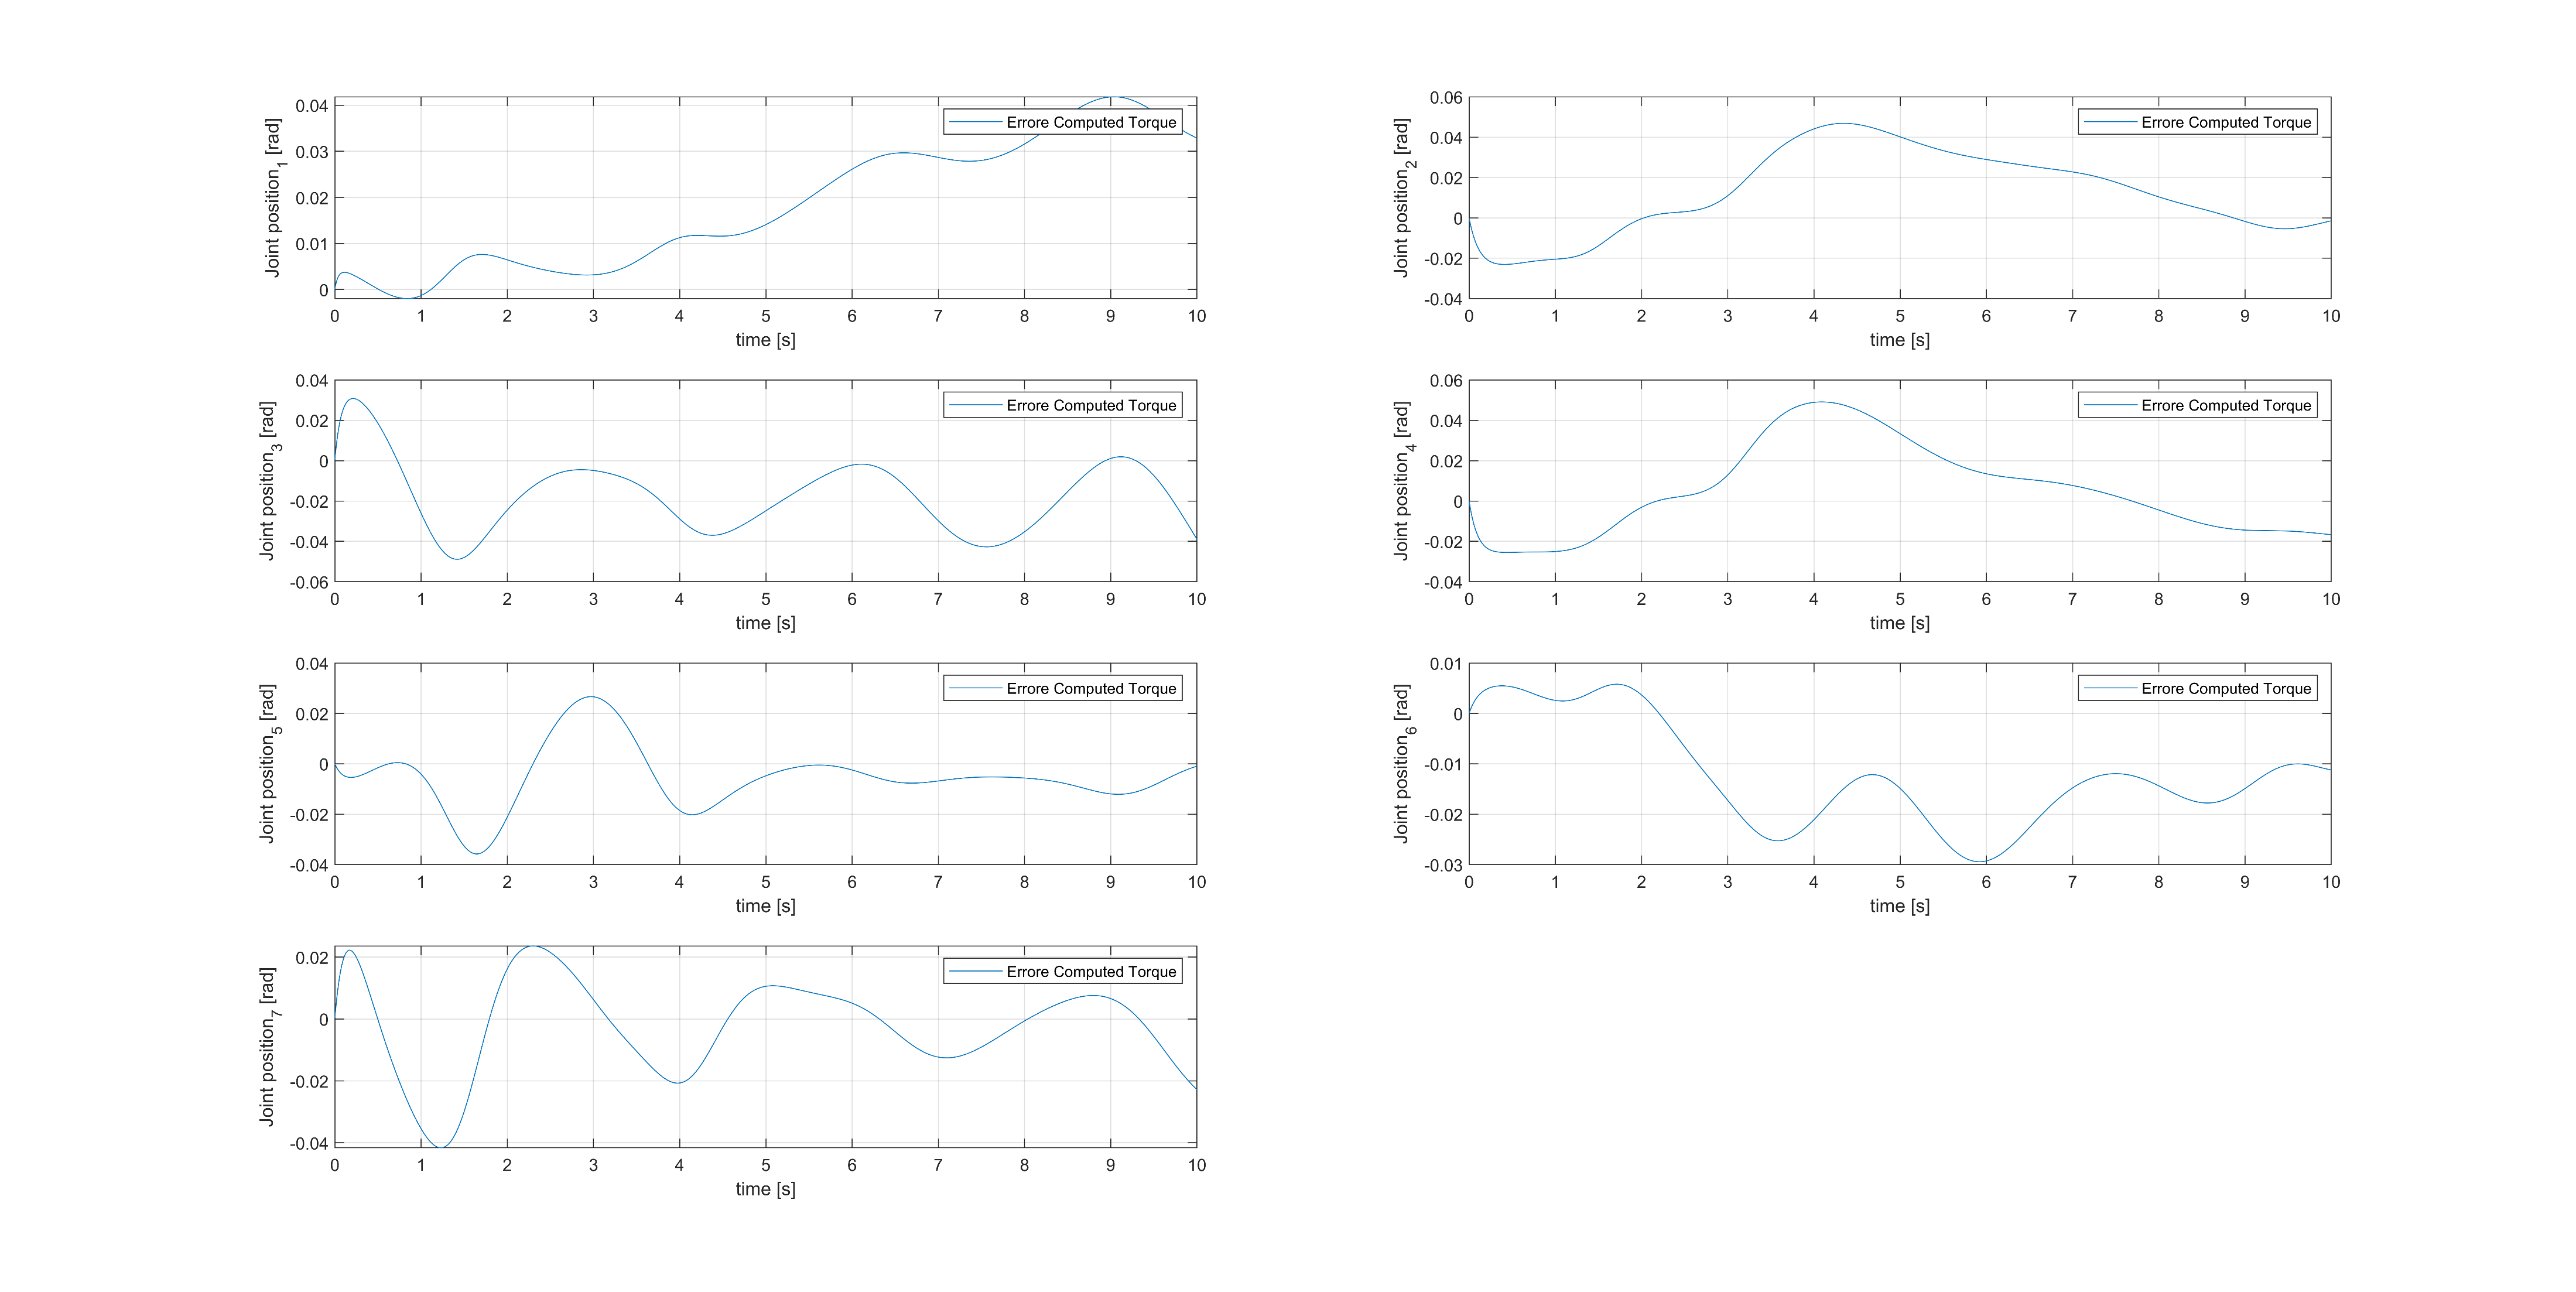 Joint position1 [rad]
0.04
0.03
0.02
0.01
0
Errore Computed Torque
0 1 2 3 4 5 6 7 8 9 10
time [s]
Joint position2 [rad]
0.06
0.04
0.02
0
-0.02
-0.04
Errore Computed Torque
0 1 2 3 4 5 6 7 8 9 10
time [s]
Joint position3 [rad]
0.04
0.02
0
-0.02
-0.04
-0.06
Errore Computed Torque
0 1 2 3 4 5 6 7 8 9 10
time [s]
Joint position4 [rad]
0.06
0.04
0.02
0
-0.02
-0.04
Errore Computed Torque
0 1 2 3 4 5 6 7 8 9 10
time [s]
Joint position5 [rad]
0.04
0.02
0
-0.02
-0.04
Errore Computed Torque
0 1 2 3 4 5 6 7 8 9 10
time [s]
Joint position6 [rad]
0.01
0
-0.01
-0.02
-0.03
Errore Computed Torque
0 1 2 3 4 5 6 7 8 9 10
time [s]
Joint position7 [rad]
0.02
0
-0.02
-0.04
Errore Computed Torque
0 1 2 3 4 5 6 7 8 9 10
time [s]